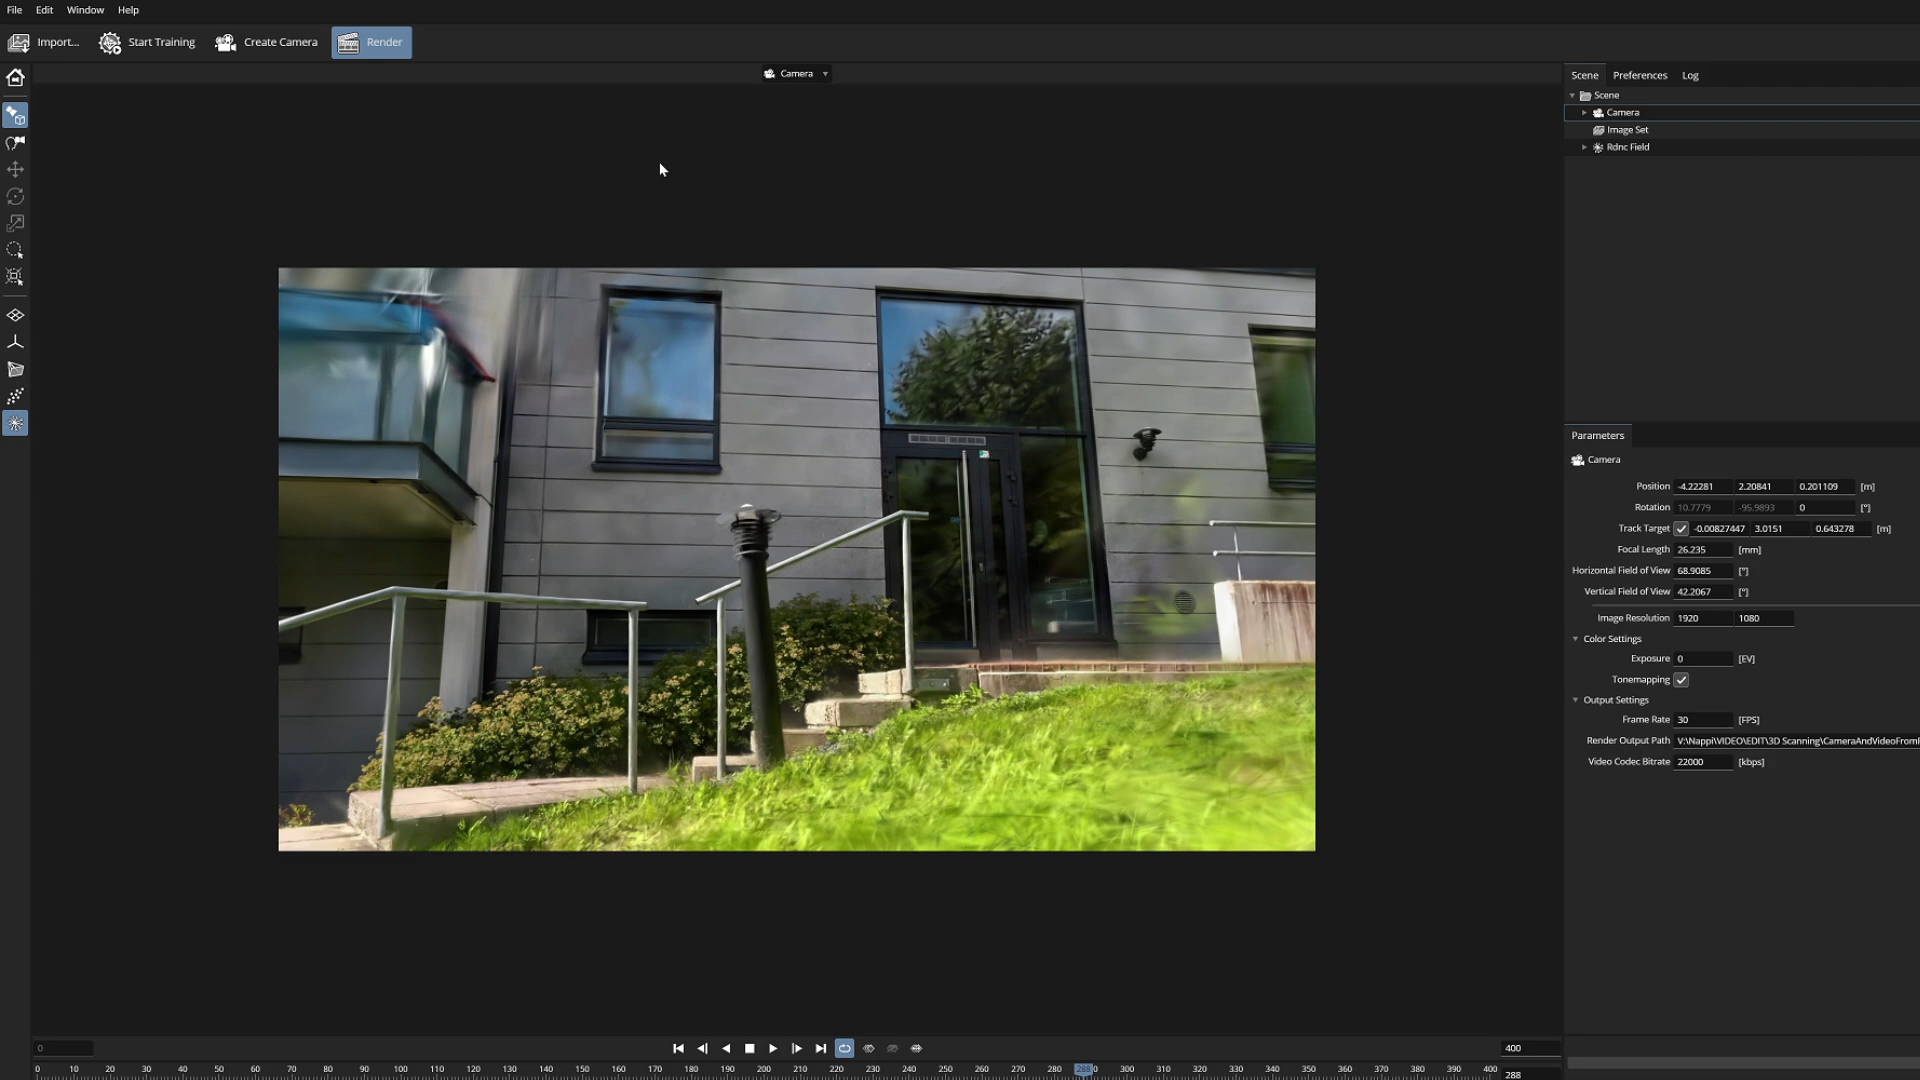 File Edit Window Help
Import... Start Training Create Camera Render
Camera
Scene Preferences Log
Scene
Camera
Image Set
Rdnc Field
Parameters
Camera
Position -4.22281 2.20841 0.201109 [m]
Rotation 10.7779 -95.9893 0 [°]
Track Target -0.00827447 3.0151 0.643278 [m]
Focal Length 26.235 [mm]
Horizontal Field of View 68.9085 [°]
Vertical Field of View 42.2067 [°]
Image Resolution 1920 1080
Color Settings
Exposure 0 [EV]
Tonemapping
Output Settings
Frame Rate 30 [FPS]
Render Output Path V:\Nappi\VIDEO\EDIT\3D Scanning\CameraAndVideoFroml
Video Codec Bitrate 22000 [kbps]
0 400
0 10 20 30 40 50 60 70 80 90 100 110 120 130 140 150 160 170 180 190 200 210 220 230 240 250 260 270 280 288 0 300 310 320 330 340 350 360 370 380 390 400 288